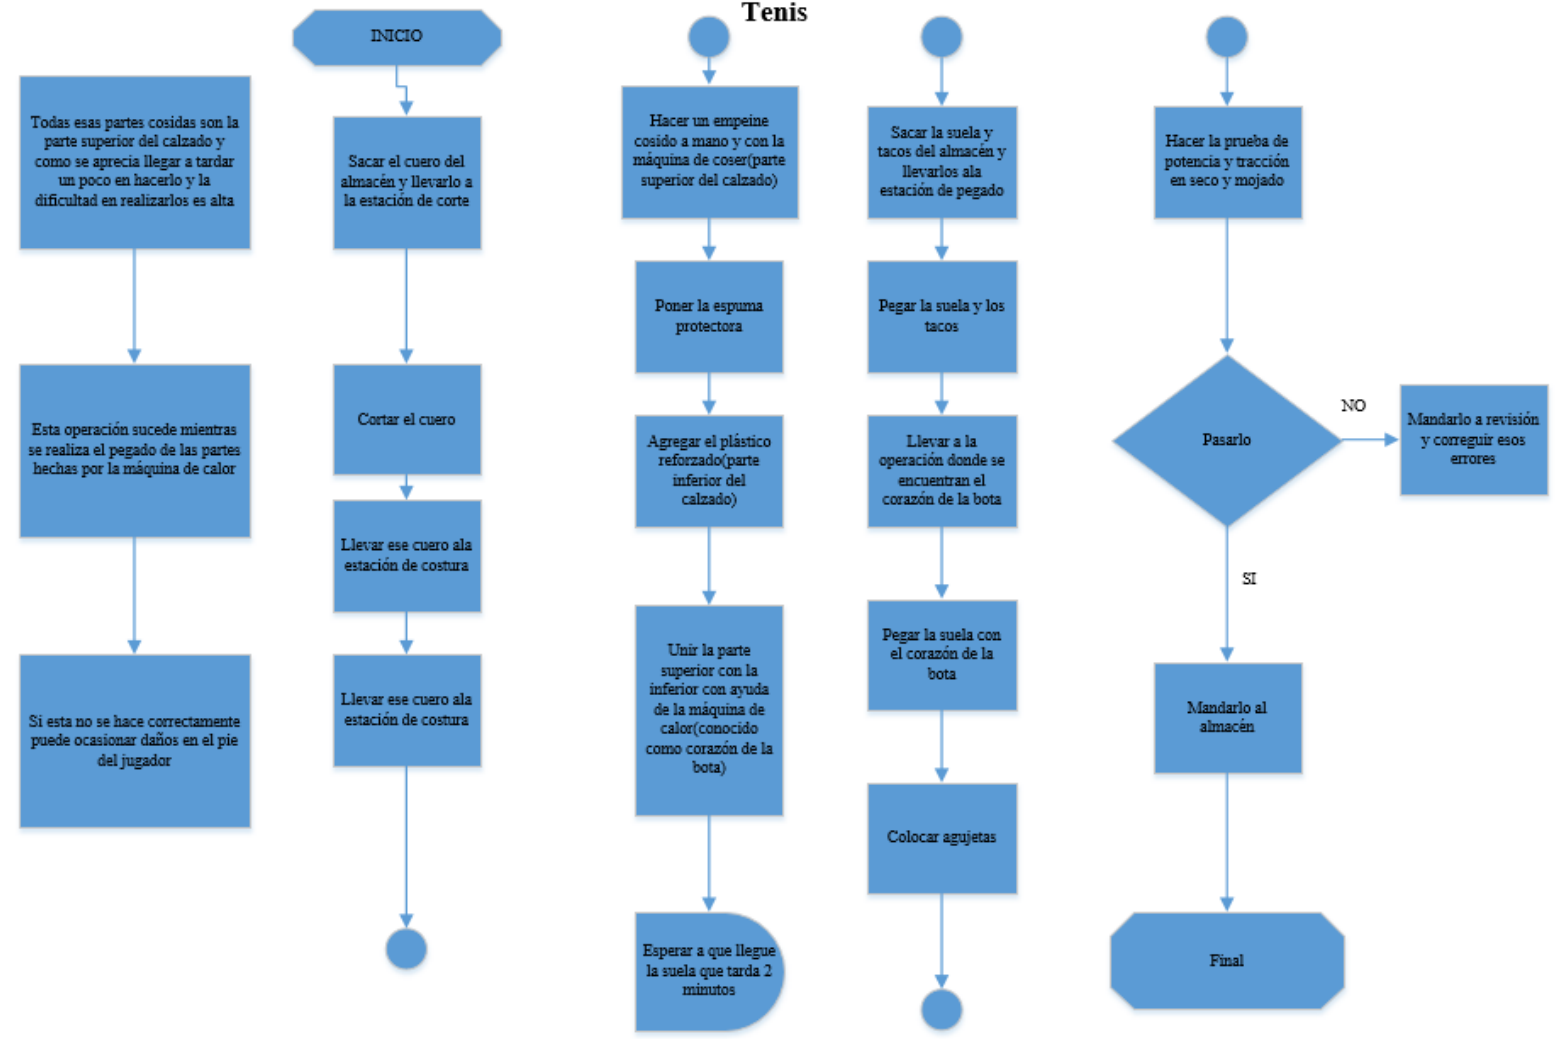 Tenis
Todas esas partes cosidas son la
parte superior del calzado y
como se aprecia llegar a tardar
un poco en hacerlo y la
dificultad en realizarlos es alta
Esta operación sucede mientras
se realiza el pegado de las partes
hechas por la máquina de calor
Si esta no se hace correctamente
puede ocasionar daños en el pie
del jugador
INICIO
Sacar el cuero del
almacén y llevarlo a
la estación de corte
Cortar el cuero
Llevar ese cuero ala
estación de costura
Llevar ese cuero ala
estación de costura
Hacer un empeine
cosido a mano y con la
máquina de coser(parte
superior del calzado)
Poner la espuma
protectora
Agregar el plástico
reforzado(parte
inferior del
calzado)
Unir la parte
superior con la
inferior con ayuda
de la máquina de
calor(conocido
como corazón de la
bota)
Esperar a que llegue
la suela que tarda 2
minutos
Sacar la suela y
tacos del almacén y
llevarlos ala
estación de pegado
Pegar la suela y los
tacos
Llevar a la
operación donde se
encuentran el
corazón de la bota
Pegar la suela con
el corazón de la
bota
Colocar agujetas
Hacer la prueba de
potencia y tracción
en seco y mojado
Pasarlo
NO
Mandarlo a revisión
y correguir esos
errores
SI
Mandarlo al
almacén
Final